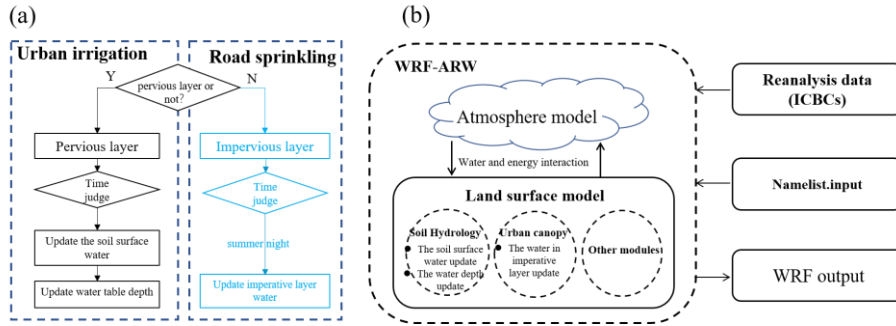 (a)
Urban irrigation
Road sprinkling
Y
pervious layer or
not?
N
Pervious layer
Impervious layer
Time
judge
Time
judge
summer night
Update the soil surface
water
Update water table depth
Update imperative layer
water
(b)
WRF-ARW
Atmosphere model
Water and energy interaction
Land surface model
Soil Hydrology
● The soil surface
water update
● The water depth
update
Urban canopy
● The water in
imperative
layer update
Other modules
Reanalysis data
(ICBCs)
Namelist.input
WRF output